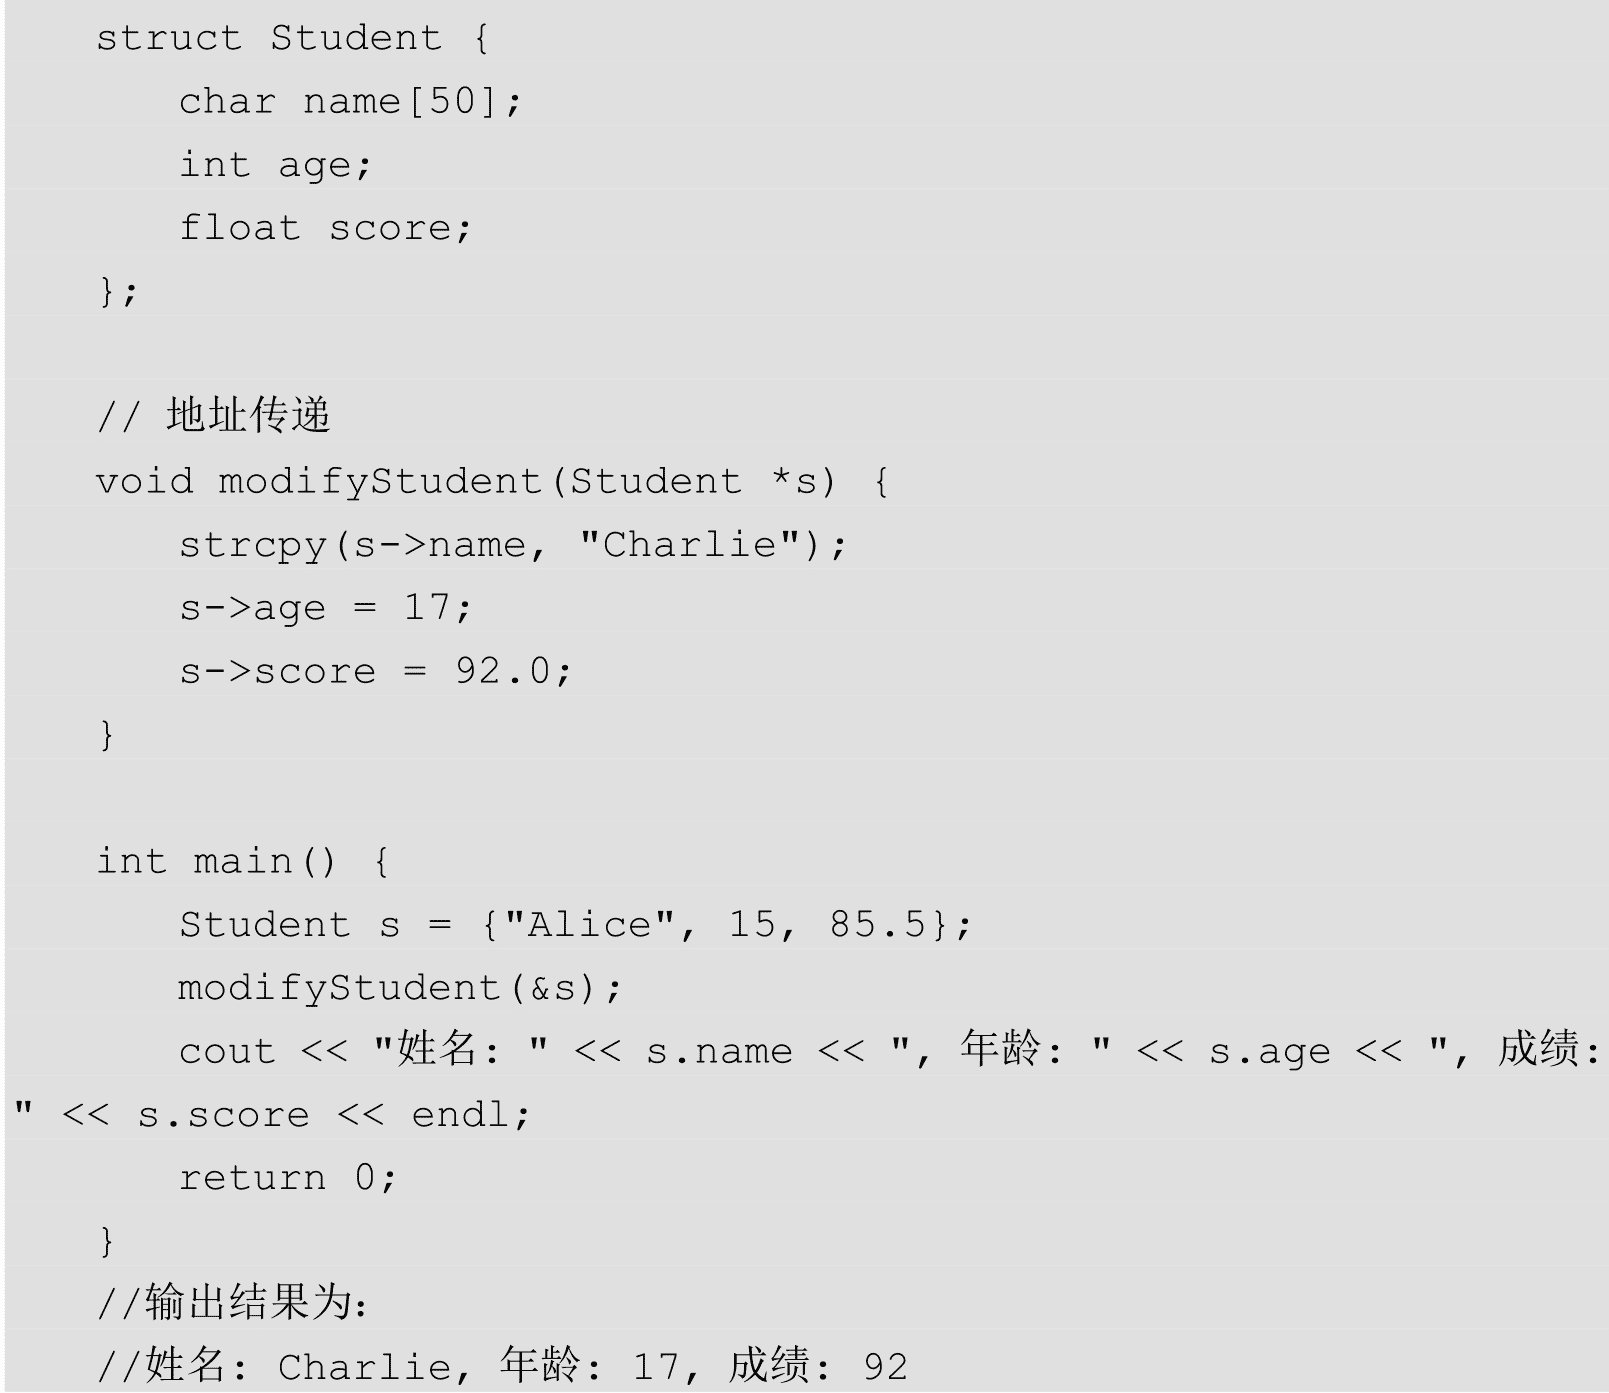 struct Student {
char name[50];
int age;
float score;
};
// 地址传递
void modifyStudent(Student *s) {
strcpy(s->name, "Charlie");
s->age = 17;
s->score = 92.0;
}
int main() {
Student s = {"Alice", 15, 85.5};
modifyStudent(&s);
cout << "姓名: " << s.name << ", 年龄: " << s.age << ", 成绩:
" << s.score << endl;
return 0;
}
//输出结果为:
//姓名: Charlie, 年龄: 17, 成绩: 92